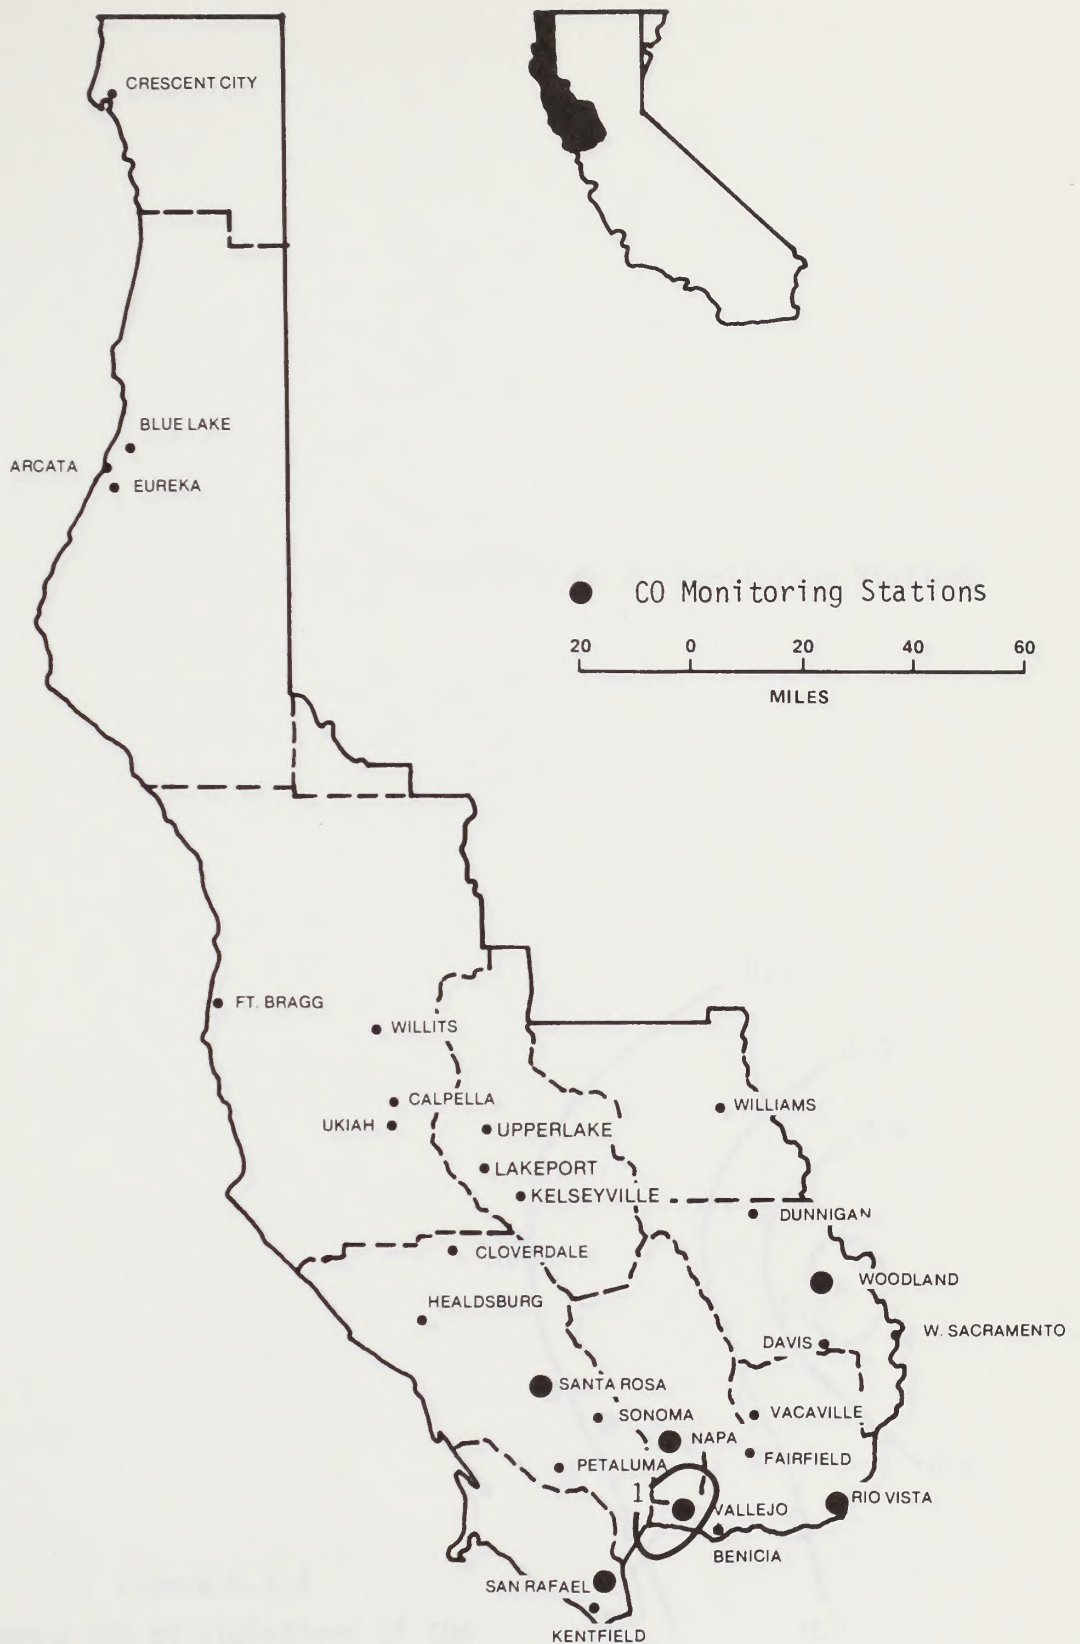 CRESCENT CITY
BLUE LAKE
ARCATA
EUREKA
CO Monitoring Stations
20 0 20 40 60
MILES
FT. BRAGG
WILLITS
CALPELLA
WILLIAMS
UKIAH
UPPERLAKE
LAKEPORT
KELSEYVILLE
DUNNIGAN
CLOVERDALE
WOODLAND
HEALDSBURG
W. SACRAMENTO
DAVIS
SANTA ROSA
SONOMA
VACAVILLE
NAPA
FAIRFIELD
PETALUMA
1
RIO VISTA
VALLEJO
BENICIA
SAN RAFAEL
KENTFIELD